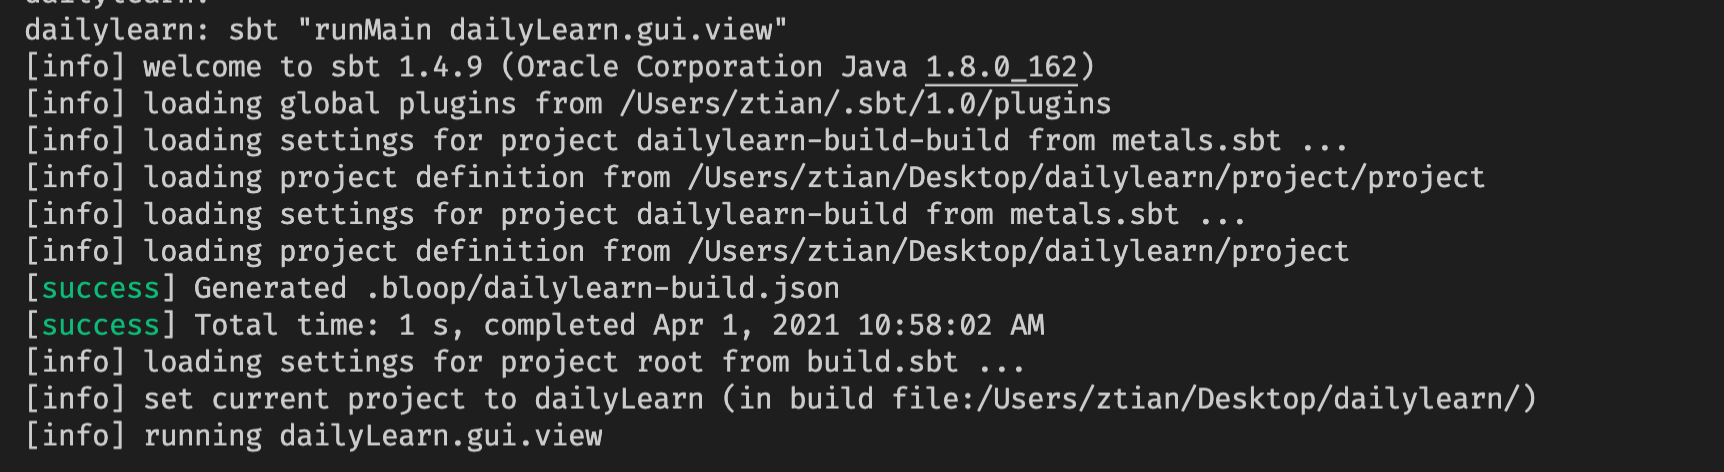 dailylearn:
dailylearn: sbt "runMain dailyLearn.gui.view"
[info] welcome to sbt 1.4.9 (Oracle Corporation Java 1.8.0_162)
[info] loading global plugins from /Users/ztian/.sbt/1.0/plugins
[info] loading settings for project dailylearn-build-build from metals.sbt ...
[info] loading project definition from /Users/ztian/Desktop/dailylearn/project/project
[info] loading settings for project dailylearn-build from metals.sbt ...
[info] loading project definition from /Users/ztian/Desktop/dailylearn/project
[success] Generated .bloop/dailylearn-build.json
[success] Total time: 1 s, completed Apr 1, 2021 10:58:02 AM
[info] loading settings for project root from build.sbt ...
[info] set current project to dailyLearn (in build file:/Users/ztian/Desktop/dailylearn/)
[info] running dailyLearn.gui.view